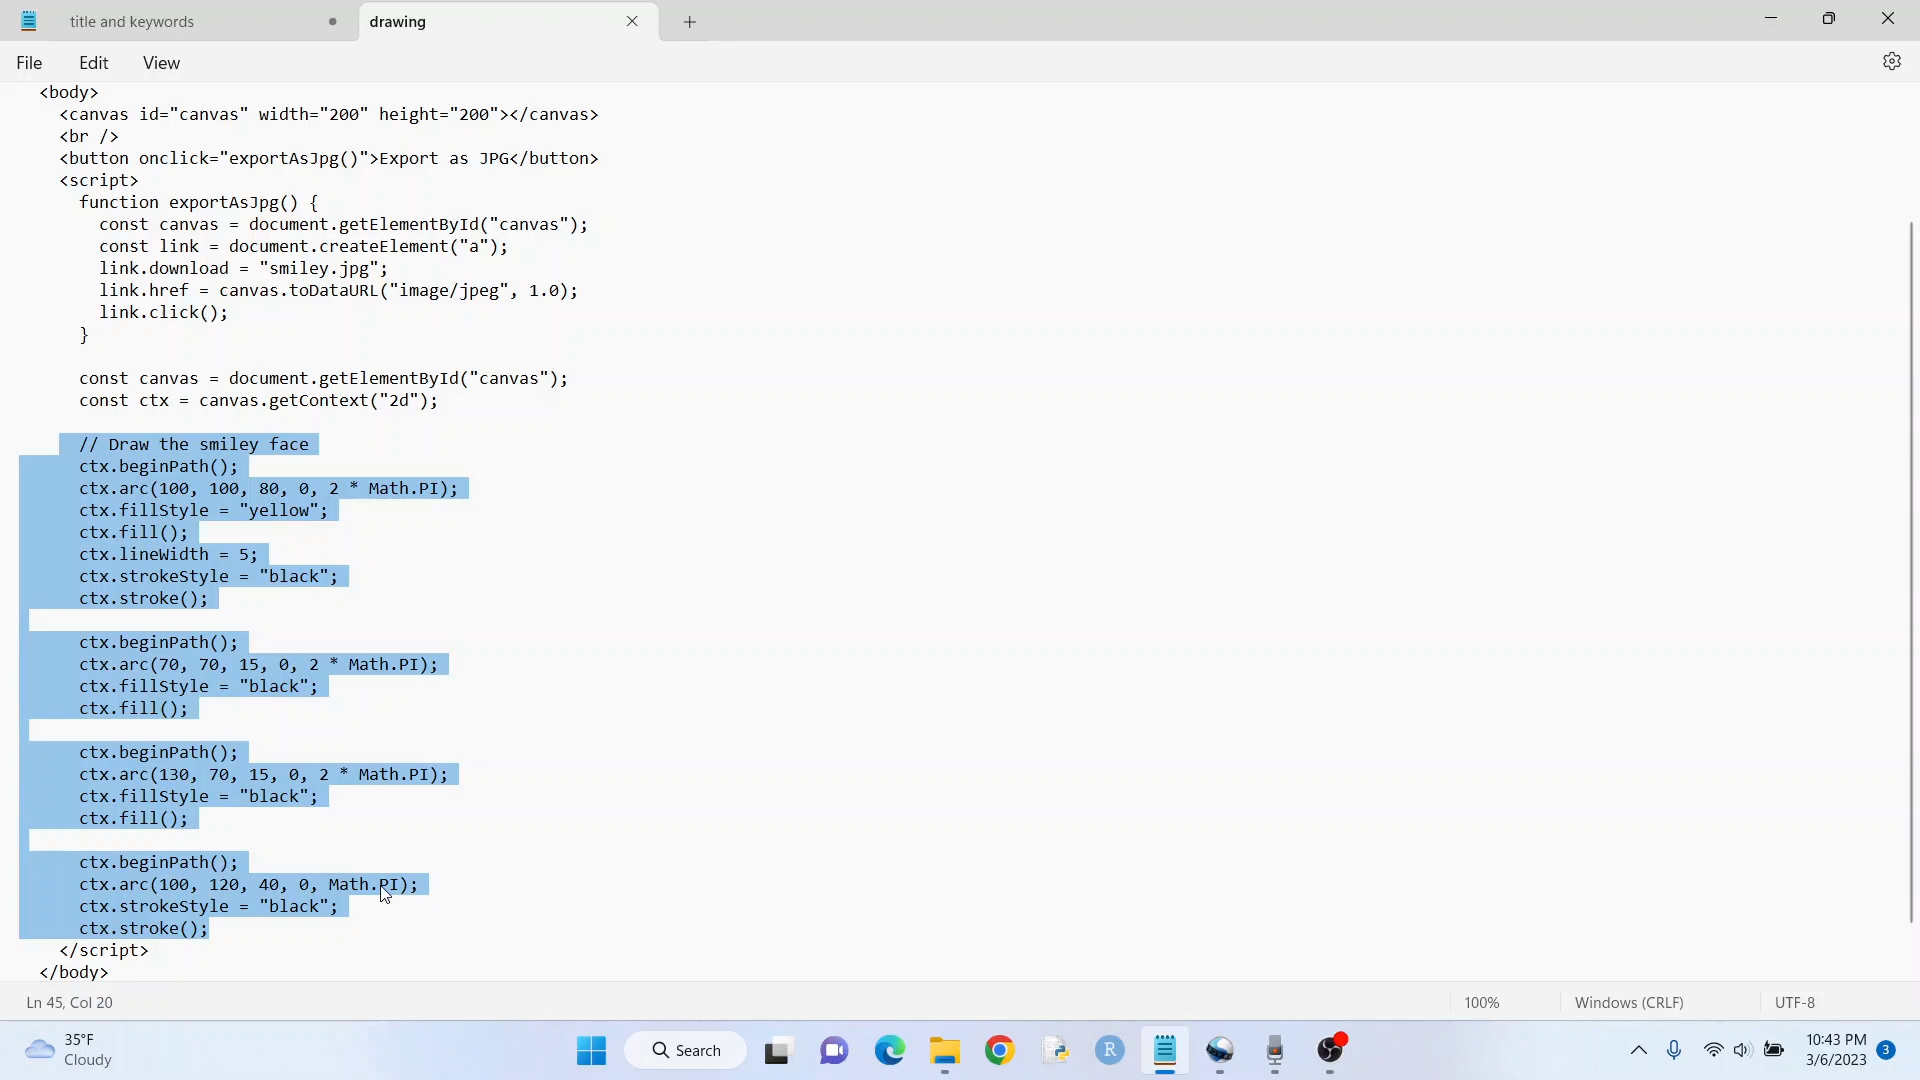 title and keywords
drawing
File Edit View
<body>
<canvas id="canvas" width="200" height="200"></canvas>
<br />
<button onclick="exportAsJpg()">Export as JPG</button>
<script>
function exportAsJpg() {
const canvas = document.getElementById("canvas");
const link = document.createElement("a");
link.download = "smiley.jpg";
link.href = canvas.toDataURL("image/jpeg", 1.0);
link.click();
}
const canvas = document.getElementById("canvas");
const ctx = canvas.getContext("2d");
// Draw the smiley face
ctx.beginPath();
ctx.arc(100, 100, 80, 0, 2 * Math.PI);
ctx.fillStyle = "yellow";
ctx.fill();
ctx.lineWidth = 5;
ctx.strokeStyle = "black";
ctx.stroke();
ctx.beginPath();
ctx.arc(70, 70, 15, 0, 2 * Math.PI);
ctx.fillStyle = "black";
ctx.fill();
ctx.beginPath();
ctx.arc(130, 70, 15, 0, 2 * Math.PI);
ctx.fillStyle = "black";
ctx.fill();
ctx.beginPath();
ctx.arc(100, 120, 40, 0, Math.PI);
ctx.strokeStyle = "black";
ctx.stroke();
</script>
</body>
Ln 45, Col 20
100%
Windows (CRLF)
UTF-8
35°F
Cloudy
Search
R
10:43 PM
3/6/2023
3